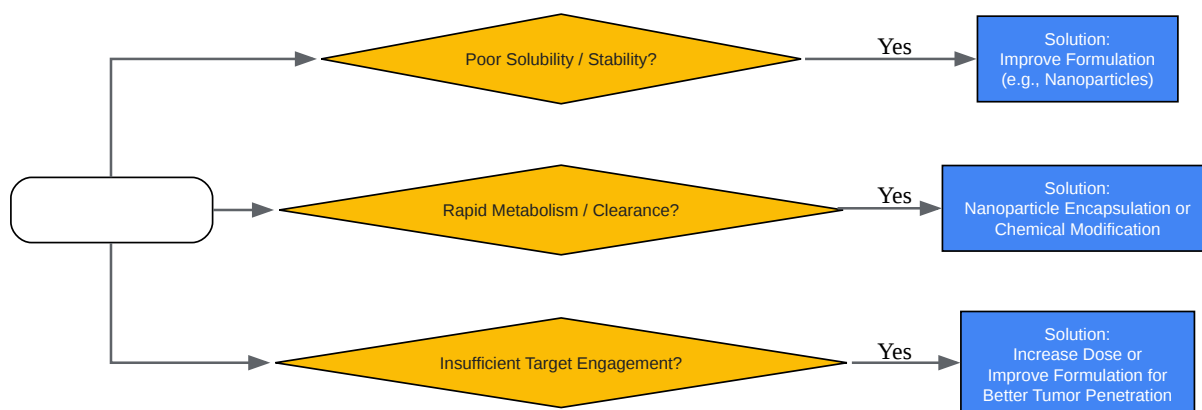 Poor Solubility / Stability?
Yes
Solution:
Improve Formulation
(e.g., Nanoparticles)
Rapid Metabolism / Clearance?
Yes
Solution:
Nanoparticle Encapsulation or
Chemical Modification
Insufficient Target Engagement?
Yes
Solution:
Increase Dose or
Improve Formulation for
Better Tumor Penetration